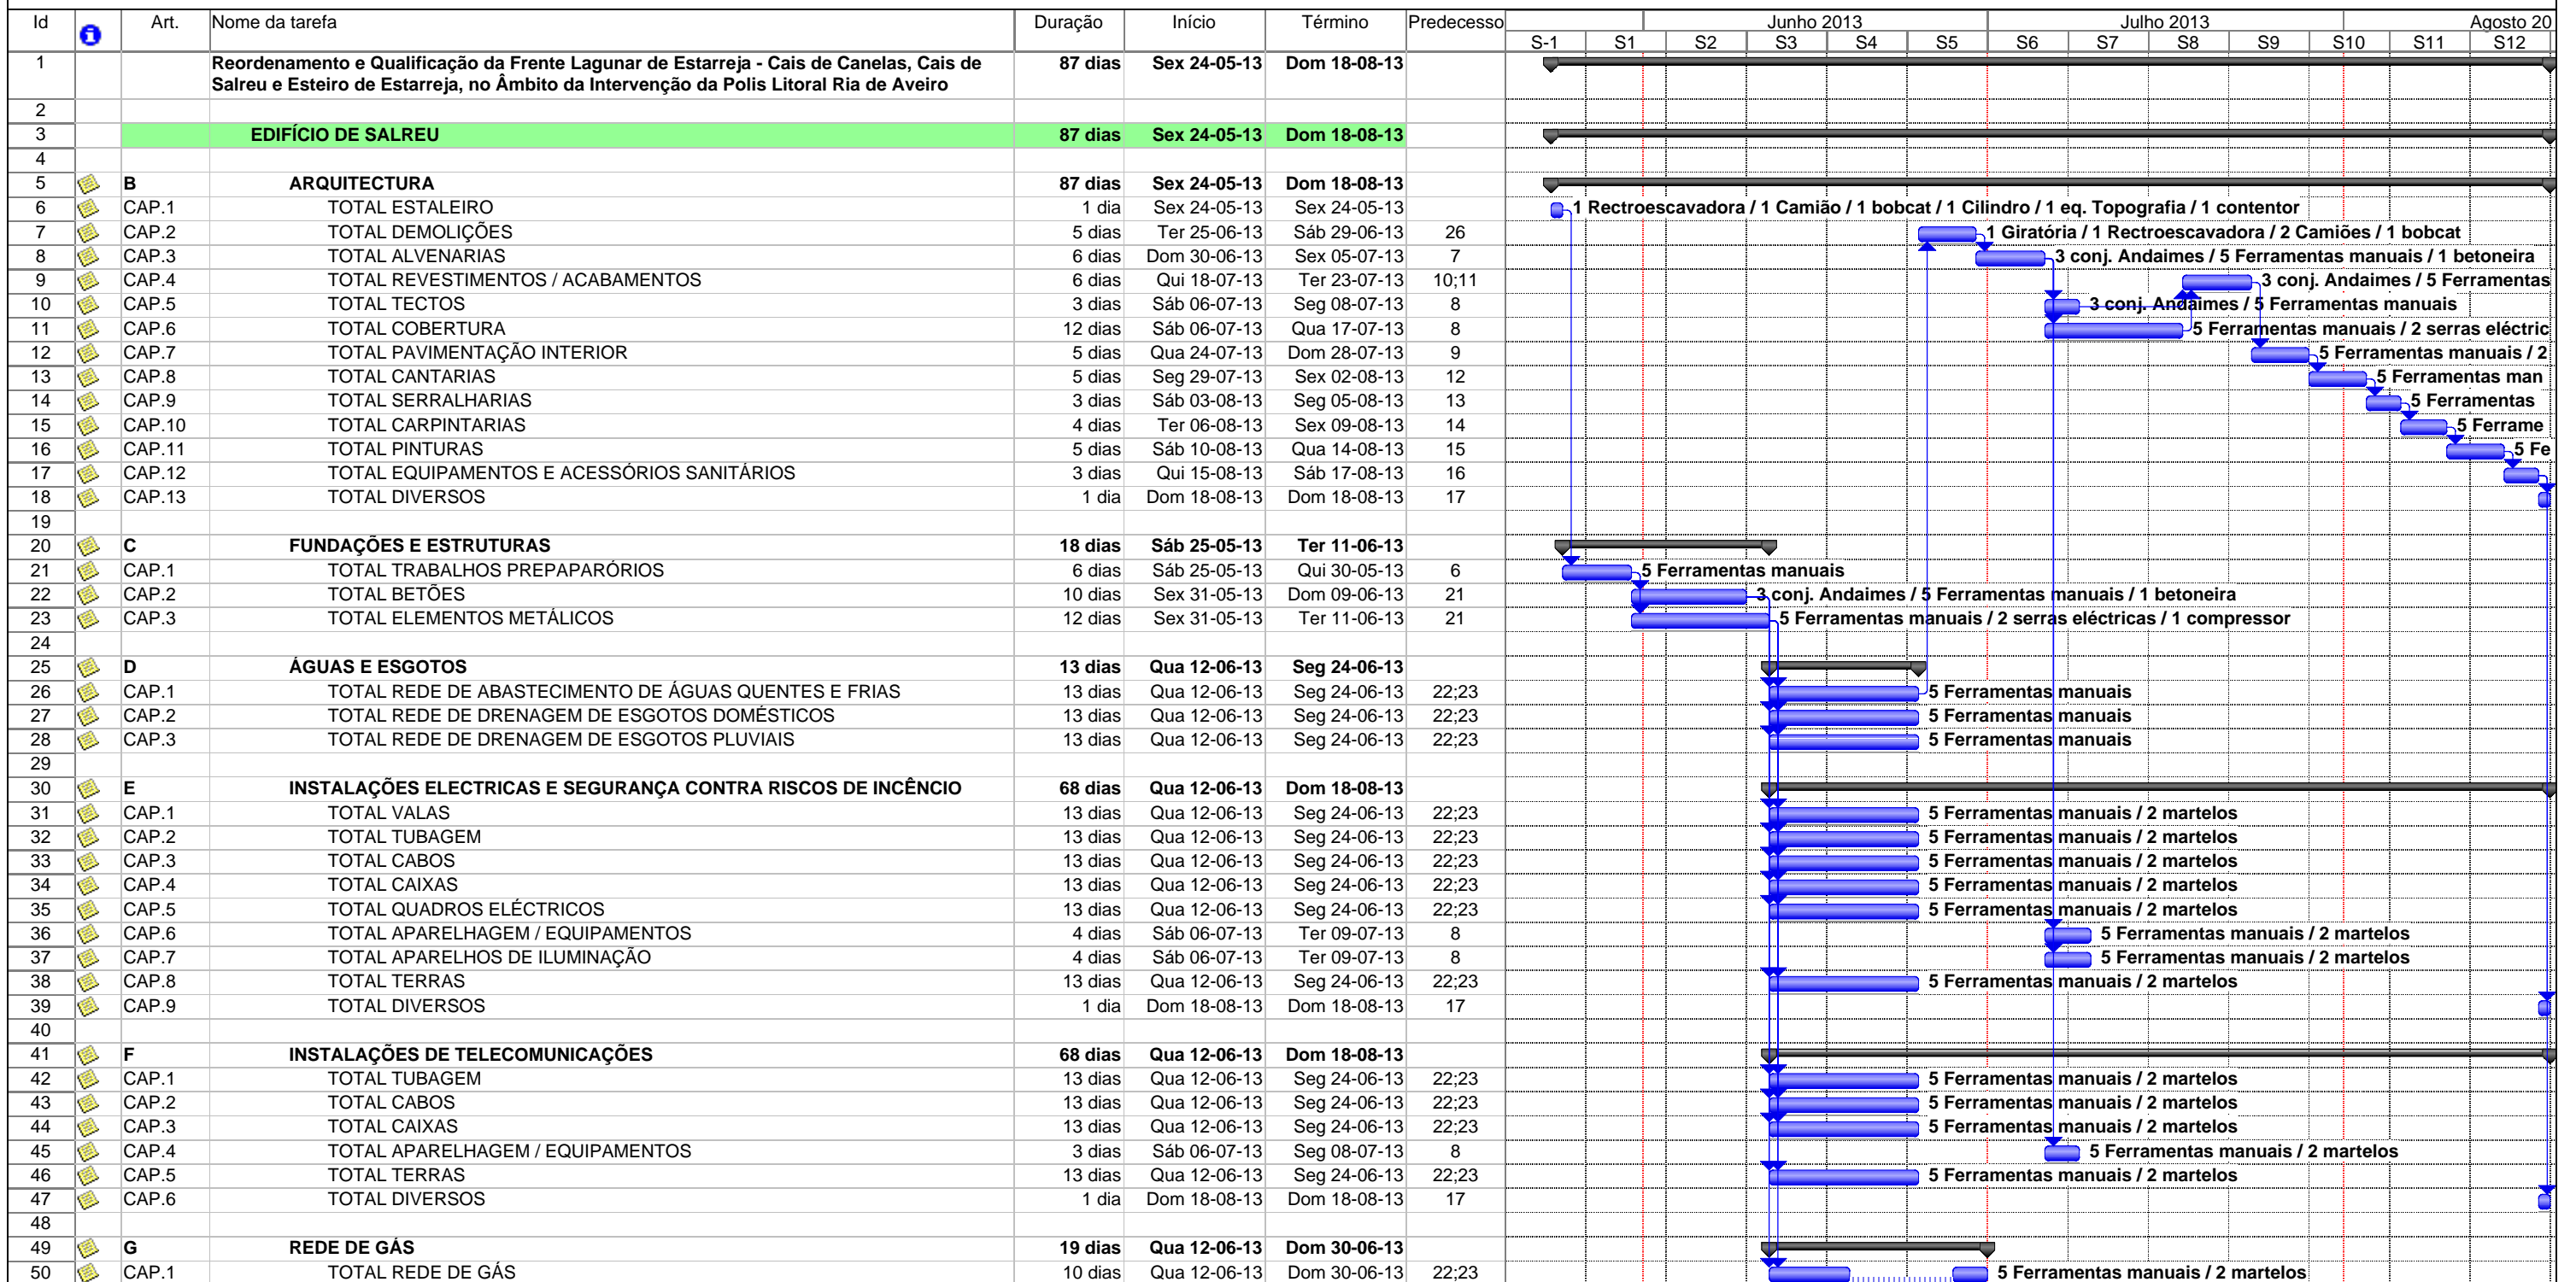 Id Art. Nome da tarefa Duração Início Término Predecesso Junho 2013 Julho 2013 Agosto 20
S-1 S1 S2 S3 S4 S5 S6 S7 S8 S9 S10 S11 S12
1 Reordenamento e Qualificação da Frente Lagunar de Estarreja - Cais de Canelas, Cais de 87 dias Sex 24-05-13 Dom 18-08-13
Salreu e Esteiro de Estarreja, no Âmbito da Intervenção da Polis Litoral Ria de Aveiro
2
3 EDIFÍCIO DE SALREU 87 dias Sex 24-05-13 Dom 18-08-13
4
5 B ARQUITECTURA 87 dias Sex 24-05-13 Dom 18-08-13
6 CAP.1 TOTAL ESTALEIRO 1 dia Sex 24-05-13 Sex 24-05-13 1 Rectroescavadora / 1 Camião / 1 bobcat / 1 Cilindro / 1 eq. Topografia / 1 contentor
7 CAP.2 TOTAL DEMOLIÇÕES 5 dias Ter 25-06-13 Sáb 29-06-13 26 1 Giratória / 1 Rectroescavadora / 2 Camiões / 1 bobcat
8 CAP.3 TOTAL ALVENARIAS 6 dias Dom 30-06-13 Sex 05-07-13 7 3 conj. Andaimes / 5 Ferramentas manuais / 1 betoneira
9 CAP.4 TOTAL REVESTIMENTOS / ACABAMENTOS 6 dias Qui 18-07-13 Ter 23-07-13 10;11 3 conj. Andaimes / 5 Ferramentas
10 CAP.5 TOTAL TECTOS 3 dias Sáb 06-07-13 Seg 08-07-13 8 3 conj. Andaimes / 5 Ferramentas manuais
11 CAP.6 TOTAL COBERTURA 12 dias Sáb 06-07-13 Qua 17-07-13 8 5 Ferramentas manuais / 2 serras eléctric
12 CAP.7 TOTAL PAVIMENTAÇÃO INTERIOR 5 dias Qua 24-07-13 Dom 28-07-13 9 5 Ferramentas manuais / 2
13 CAP.8 TOTAL CANTARIAS 5 dias Seg 29-07-13 Sex 02-08-13 12 5 Ferramentas man
14 CAP.9 TOTAL SERRALHARIAS 3 dias Sáb 03-08-13 Seg 05-08-13 13 5 Ferramentas
15 CAP.10 TOTAL CARPINTARIAS 4 dias Ter 06-08-13 Sex 09-08-13 14 5 Ferrame
16 CAP.11 TOTAL PINTURAS 5 dias Sáb 10-08-13 Qua 14-08-13 15 5 Fe
17 CAP.12 TOTAL EQUIPAMENTOS E ACESSÓRIOS SANITÁRIOS 3 dias Qui 15-08-13 Sáb 17-08-13 16
18 CAP.13 TOTAL DIVERSOS 1 dia Dom 18-08-13 Dom 18-08-13 17
19
20 C FUNDAÇÕES E ESTRUTURAS 18 dias Sáb 25-05-13 Ter 11-06-13
21 CAP.1 TOTAL TRABALHOS PREPAPARÓRIOS 6 dias Sáb 25-05-13 Qui 30-05-13 6 5 Ferramentas manuais
22 CAP.2 TOTAL BETÕES 10 dias Sex 31-05-13 Dom 09-06-13 21 3 conj. Andaimes / 5 Ferramentas manuais / 1 betoneira
23 CAP.3 TOTAL ELEMENTOS METÁLICOS 12 dias Sex 31-05-13 Ter 11-06-13 21 5 Ferramentas manuais / 2 serras eléctricas / 1 compressor
24
25 D ÁGUAS E ESGOTOS 13 dias Qua 12-06-13 Seg 24-06-13
26 CAP.1 TOTAL REDE DE ABASTECIMENTO DE ÁGUAS QUENTES E FRIAS 13 dias Qua 12-06-13 Seg 24-06-13 22;23 5 Ferramentas manuais
27 CAP.2 TOTAL REDE DE DRENAGEM DE ESGOTOS DOMÉSTICOS 13 dias Qua 12-06-13 Seg 24-06-13 22;23 5 Ferramentas manuais
28 CAP.3 TOTAL REDE DE DRENAGEM DE ESGOTOS PLUVIAIS 13 dias Qua 12-06-13 Seg 24-06-13 22;23 5 Ferramentas manuais
29
30 E INSTALAÇÕES ELECTRICAS E SEGURANÇA CONTRA RISCOS DE INCÊNCIO 68 dias Qua 12-06-13 Dom 18-08-13
31 CAP.1 TOTAL VALAS 13 dias Qua 12-06-13 Seg 24-06-13 22;23 5 Ferramentas manuais / 2 martelos
32 CAP.2 TOTAL TUBAGEM 13 dias Qua 12-06-13 Seg 24-06-13 22;23 5 Ferramentas manuais / 2 martelos
33 CAP.3 TOTAL CABOS 13 dias Qua 12-06-13 Seg 24-06-13 22;23 5 Ferramentas manuais / 2 martelos
34 CAP.4 TOTAL CAIXAS 13 dias Qua 12-06-13 Seg 24-06-13 22;23 5 Ferramentas manuais / 2 martelos
35 CAP.5 TOTAL QUADROS ELÉCTRICOS 13 dias Qua 12-06-13 Seg 24-06-13 22;23 5 Ferramentas manuais / 2 martelos
36 CAP.6 TOTAL APARELHAGEM / EQUIPAMENTOS 4 dias Sáb 06-07-13 Ter 09-07-13 8 5 Ferramentas manuais / 2 martelos
37 CAP.7 TOTAL APARELHOS DE ILUMINAÇÃO 4 dias Sáb 06-07-13 Ter 09-07-13 8 5 Ferramentas manuais / 2 martelos
38 CAP.8 TOTAL TERRAS 13 dias Qua 12-06-13 Seg 24-06-13 22;23 5 Ferramentas manuais / 2 martelos
39 CAP.9 TOTAL DIVERSOS 1 dia Dom 18-08-13 Dom 18-08-13 17
40
41 F INSTALAÇÕES DE TELECOMUNICAÇÕES 68 dias Qua 12-06-13 Dom 18-08-13
42 CAP.1 TOTAL TUBAGEM 13 dias Qua 12-06-13 Seg 24-06-13 22;23 5 Ferramentas manuais / 2 martelos
43 CAP.2 TOTAL CABOS 13 dias Qua 12-06-13 Seg 24-06-13 22;23 5 Ferramentas manuais / 2 martelos
44 CAP.3 TOTAL CAIXAS 13 dias Qua 12-06-13 Seg 24-06-13 22;23 5 Ferramentas manuais / 2 martelos
45 CAP.4 TOTAL APARELHAGEM / EQUIPAMENTOS 3 dias Sáb 06-07-13 Seg 08-07-13 8 5 Ferramentas manuais / 2 martelos
46 CAP.5 TOTAL TERRAS 13 dias Qua 12-06-13 Seg 24-06-13 22;23 5 Ferramentas manuais / 2 martelos
47 CAP.6 TOTAL DIVERSOS 1 dia Dom 18-08-13 Dom 18-08-13 17
48
49 G REDE DE GÁS 19 dias Qua 12-06-13 Dom 30-06-13
50 CAP.1 TOTAL REDE DE GÁS 10 dias Qua 12-06-13 Dom 30-06-13 22;23 5 Ferramentas manuais / 2 martelos